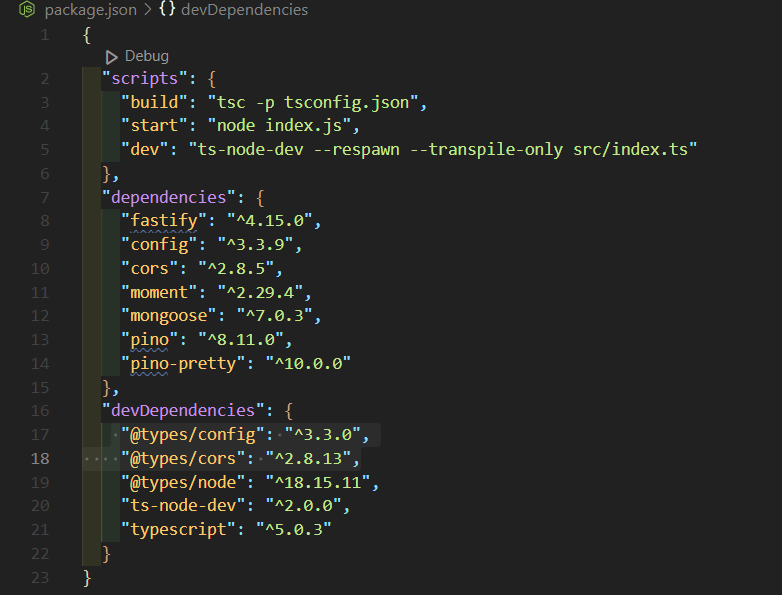 package.json > {} devDependencies
1 {
Debug
2 "scripts": {
3 "build": "tsc -p tsconfig.json",
4 "start": "node index.js",
5 "dev": "ts-node-dev --respawn --transpile-only src/index.ts"
6 },
7 "dependencies": {
8 "fastify": "^4.15.0",
9 "config": "^3.3.9",
10 "cors": "^2.8.5",
11 "moment": "^2.29.4",
12 "mongoose": "^7.0.3",
13 "pino": "^8.11.0",
14 "pino-pretty": "^10.0.0"
15 },
16 "devDependencies": {
17 "@types/config": "^3.3.0",
18 "@types/cors": "^2.8.13",
19 "@types/node": "^18.15.11",
20 "ts-node-dev": "^2.0.0",
21 "typescript": "^5.0.3"
22 }
23 }